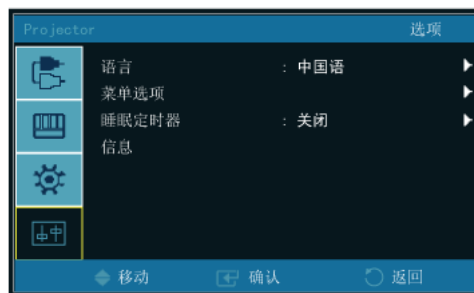 Projector 选项
语言 : 中国语
菜单选项
睡眠定时器 : 关闭
信息
移动 确认 返回